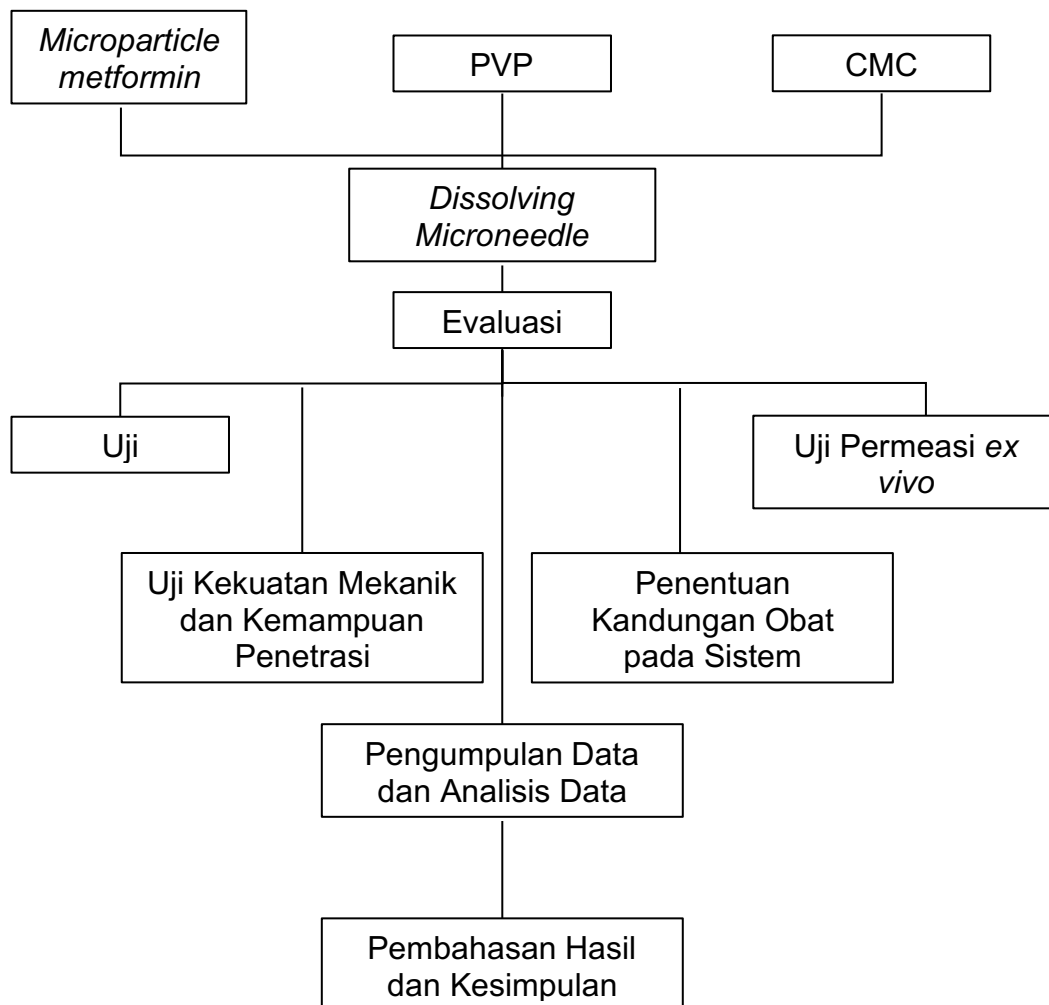 Microparticle
metformin
PVP
CMC
Dissolving
Microneedle
Evaluasi
Uji
Uji Permeasi ex
vivo
Uji Kekuatan Mekanik
dan Kemampuan
Penetrasi
Penentuan
Kandungan Obat
pada Sistem
Pengumpulan Data
dan Analisis Data
Pembahasan Hasil
dan Kesimpulan